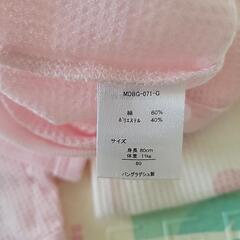 MDBG-071-G
綿 60%
ポリエステル 40%
サイズ
身長 80cm
体重 11kg
80
バングラデシュ製